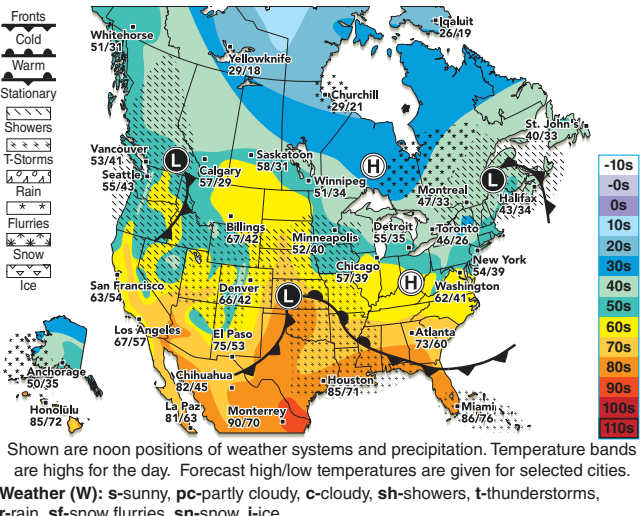 Fronts
Cold
Warm
Stationary
Showers
T-Storms
Rain
Flurries
Snow
Ice
Whitehorse
51/31
Yellowknife
29/18
Iqaluit
26/19
Churchill
29/21
St. John's
40/33
Vancouver
53/41
Seattle
55/43
L
Calgary
57/29
Saskatoon
58/31
Winnipeg
51/34
H
Montreal
47/33
L
Halifax
43/34
Billings
67/42
Minneapolis
52/40
Detroit
55/35
Toronto
46/26
Chicago
57/39
New York
54/39
San Francisco
63/54
Denver
66/42
L
H
Washington
62/41
Los Angeles
67/57
El Paso
75/53
Atlanta
73/60
Chihuahua
82/45
Houston
85/71
La Paz
81/63
Monterrey
90/70
Miami
86/76
Anchorage
50/35
Honolulu
85/72
-10s
-0s
0s
10s
20s
30s
40s
50s
60s
70s
80s
90s
100s
110s
Shown are noon positions of weather systems and precipitation. Temperature bands
are highs for the day. Forecast high/low temperatures are given for selected cities.
Weather (W): s-sunny, pc-partly cloudy, c-cloudy, sh-showers, t-thunderstorms,
r-rain, sf-snow flurries, sn-snow, i-ice